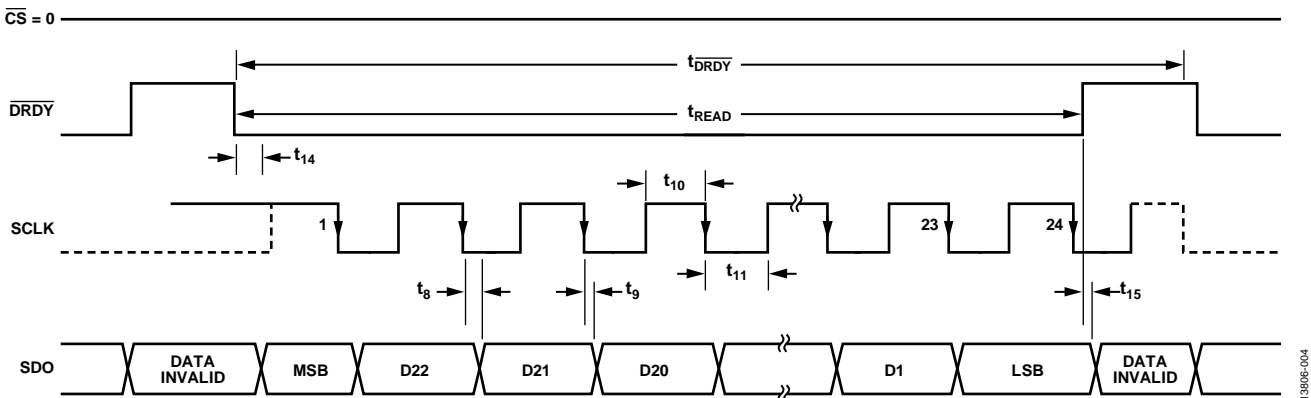 CS = 0
tDRDY
DRDY
tREAD
t14
t10
SCLK
1
23
24
t8
t9
t11
t15
SDO
DATA INVALID
MSB
D22
D21
D20
D1
LSB
DATA INVALID
13806-004